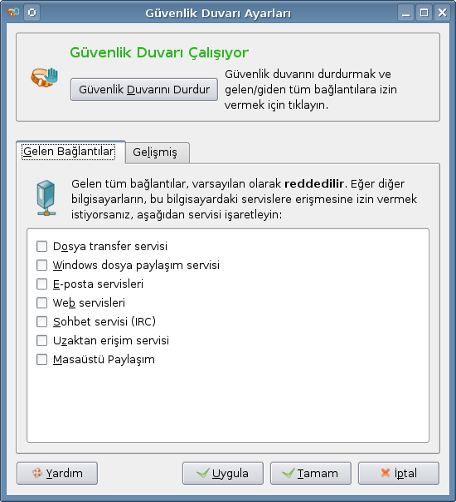 Güvenlik Duvarı Ayarları
Güvenlik Duvarı Çalışıyor
Güvenlik Duvarını Durdur
Güvenlik duvarını durdurmak ve
gelen/giden tüm bağlantılara izin
vermek için tıklayın.
Gelen Bağlantılar
Gelişmiş
Gelen tüm bağlantılar, varsayılan olarak reddedilir. Eğer diğer
bilgisayarların, bu bilgisayardaki servislere erişmesine izin vermek
istiyorsanız, aşağıdan servisi işaretleyin:
Dosya transfer servisi
Windows dosya paylaşım servisi
E-posta servisleri
Web servisleri
Sohbet servisi (IRC)
Uzaktan erişim servisi
Masaüstü Paylaşım
Yardım
Uygula
Tamam
İptal